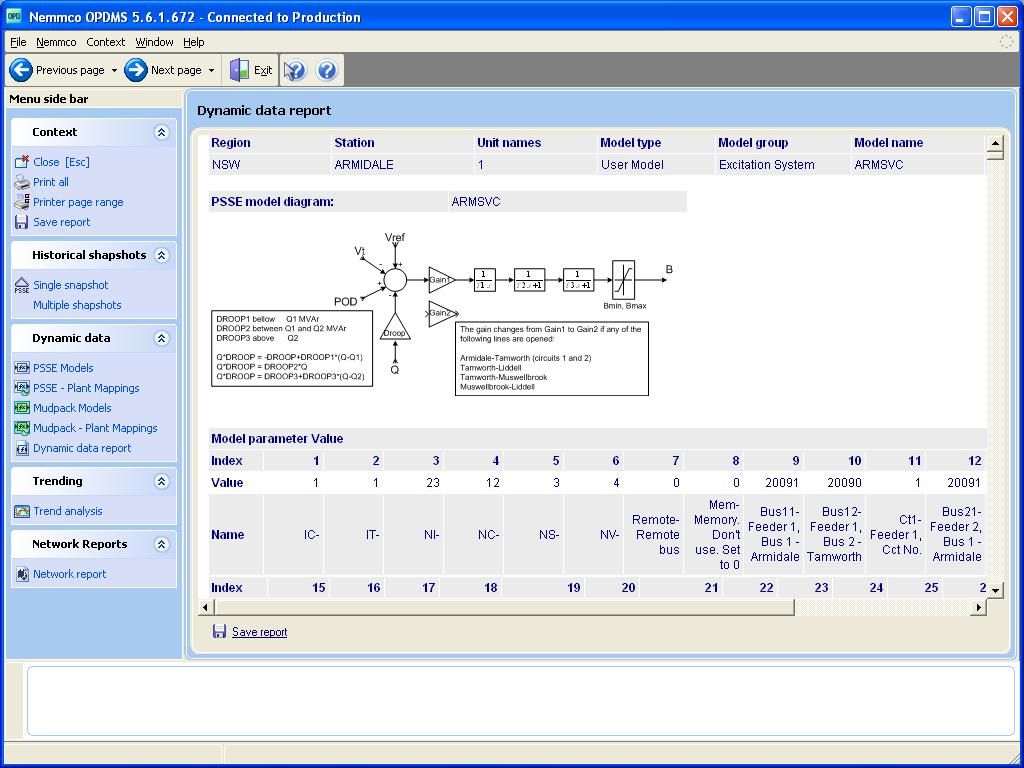 OPD Nemmco OPDMS 5.6.1.672 - Connected to Production
File Nemmco Context Window Help
Previous page Next page Exit
Menu side bar
Context
Close [Esc]
Print all
Printer page range
Save report
Historical shapshots
Single snapshot
Multiple shapshots
Dynamic data
PSSE Models
PSSE - Plant Mappings
Mudpack Models
Mudpack - Plant Mappings
Dynamic data report
Trending
Trend analysis
Network Reports
Network report
Dynamic data report
Region Station Unit names Model type Model group Model name
NSW ARMIDALE 1 User Model Excitation System ARMSVC
PSSE model diagram: ARMSVC
Vref
Vt
POD
Gain1
Gain2
Droop
Q
B
Bmin, Bmax
DROOP1 bellow Q1 MVAr
DROOP2 between Q1 and Q2 MVAr
DROOP3 above Q2
Q*DROOP = -DROOP+DROOP1*(Q-Q1)
Q*DROOP = DROOP2*Q
Q*DROOP = DROOP3+DROOP3*(Q-Q2)
The gain changes from Gain1 to Gain2 if any of the
following lines are opened:
Armidale-Tamworth (circuits 1 and 2)
Tamworth-Liddell
Tamworth-Muswellbrook
Muswellbrook-Liddell
Model parameter Value
Index 1 2 3 4 5 6 7 8 9 10 11 12
Value 1 1 23 12 3 4 0 0 20091 20090 1 20091
Name IC- IT- NI- NC- NS- NV-
Remote-
Remote
bus
Mem-
Memory.
Don't
use. Set
to 0
Bus11-
Feeder 1,
Bus 1 -
Armidale
Bus12-
Feeder 1,
Bus 2 -
Tamworth
Ct1-
Feeder 1,
Cct No.
Bus21-
Feeder 2,
Bus 1 -
Armidale
Index 15 16 17 18 19 20 21 22 23 24 25 2
Save report